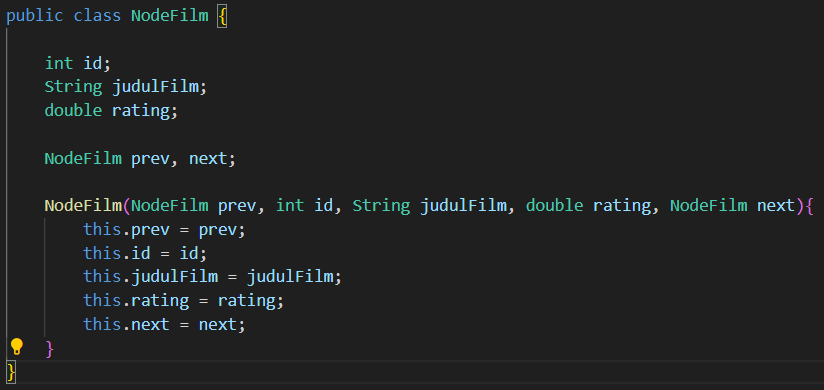 public class NodeFilm {
int id;
String judulFilm;
double rating;
NodeFilm prev, next;
NodeFilm(NodeFilm prev, int id, String judulFilm, double rating, NodeFilm next){
this.prev = prev;
this.id = id;
this.judulFilm = judulFilm;
this.rating = rating;
this.next = next;
}
}